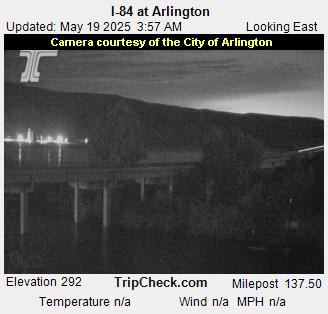 I-84 at Arlington
Updated: May 19 2025 3:57 AM Looking East
Camera courtesy of the City of Arlington
Elevation 292 TripCheck.com Milepost 137.50
Temperature n/a Wind n/a MPH n/a